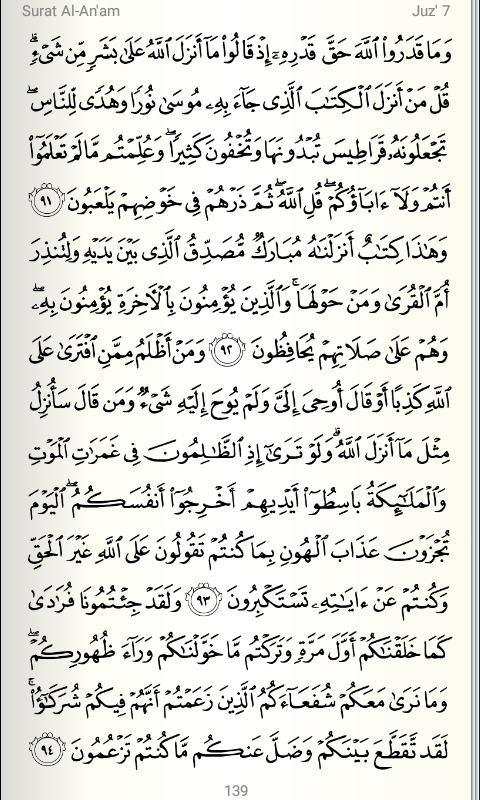 Surat Al-An'am Juz' 7
وَمَا قَدَرُوا۟ ٱللَّهَ حَقَّ قَدْرِهِۦٓ إِذْ قَالُوا۟ مَآ أَنزَلَ ٱللَّهُ عَلَىٰ بَشَرٍ مِّن شَىْءٍ ۗ
قُلْ مَنْ أَنزَلَ ٱلْكِتَـٰبَ ٱلَّذِى جَآءَ بِهِۦ مُوسَىٰ نُورًا وَهُدًى لِّلنَّاسِ ۖ
تَجْعَلُونَهُۥ قَرَاطِيسَ تُبْدُونَهَا وَتُخْفُونَ كَثِيرًا ۖ وَعُلِّمْتُم مَّا لَمْ تَعْلَمُوٓا۟
أَنتُمْ وَلَآ ءَابَآؤُكُمْ ۖ قُلِ ٱللَّهُ ۖ ثُمَّ ذَرْهُمْ فِى خَوْضِهِمْ يَلْعَبُونَ ٩١
وَهَـٰذَا كِتَـٰبٌ أَنزَلْنَـٰهُ مُبَارَكٌ مُّصَدِّقُ ٱلَّذِى بَيْنَ يَدَيْهِ وَلِتُنذِرَ
أُمَّ ٱلْقُرَىٰ وَمَنْ حَوْلَهَا ۚ وَٱلَّذِينَ يُؤْمِنُونَ بِٱلْـَٔاخِرَةِ يُؤْمِنُونَ بِهِۦ ۖ
وَهُمْ عَلَىٰ صَلَاتِهِمْ يُحَافِظُونَ ٩٢ وَمَنْ أَظْلَمُ مِمَّنِ ٱفْتَرَىٰ عَلَى
ٱللَّهِ كَذِبًا أَوْ قَالَ أُوحِىَ إِلَىَّ وَلَمْ يُوحَ إِلَيْهِ شَىْءٌ وَمَن قَالَ سَأُنزِلُ
مِثْلَ مَآ أَنزَلَ ٱللَّهُ ۗ وَلَوْ تَرَىٰٓ إِذِ ٱلظَّـٰلِمُونَ فِى غَمَرَٰتِ ٱلْمَوْتِ
وَٱلْمَلَـٰٓئِكَةُ بَاسِطُوٓا۟ أَيْدِيهِمْ أَخْرِجُوٓا۟ أَنفُسَكُمُ ۖ ٱلْيَوْمَ
تُجْزَوْنَ عَذَابَ ٱلْهُونِ بِمَا كُنتُمْ تَقُولُونَ عَلَى ٱللَّهِ غَيْرَ ٱلْحَقِّ
وَكُنتُمْ عَنْ ءَايَـٰتِهِۦ تَسْتَكْبِرُونَ ٩٣ وَلَقَدْ جِئْتُمُونَا فُرَٰدَىٰ
كَمَا خَلَقْنَـٰكُمْ أَوَّلَ مَرَّةٍ وَتَرَكْتُم مَّا خَوَّلْنَـٰكُمْ وَرَآءَ ظُهُورِكُمْ ۖ
وَمَا نَرَىٰ مَعَكُمْ شُفَعَآءَكُمُ ٱلَّذِينَ زَعَمْتُمْ أَنَّهُمْ فِيكُمْ شُرَكَـٰٓؤُا۟ ۚ
لَقَد تَّقَطَّعَ بَيْنَكُمْ وَضَلَّ عَنكُم مَّا كُنتُمْ تَزْعُمُونَ ٩٤
139